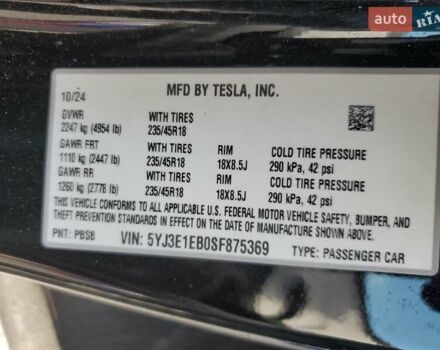 auto RIA
MFD BY TESLA, INC.
10/24
GVWR WITH TIRES
2247 kg (4954 lb) 235/45R18
GAWR FRT WITH TIRES RIM COLD TIRE PRESSURE
1110 kg (2447 lb) 235/45R18 18X8.5J 290 kPa, 42 psi
GAWR RR WITH TIRES RIM COLD TIRE PRESSURE
1260 kg (2778 lb) 235/45R18 18X8.5J 290 kPa, 42 psi
THIS VEHICLE CONFORMS TO ALL APPLICABLE U.S. FEDERAL MOTOR VEHICLE SAFETY, BUMPER, AND
THEFT PREVENTION STANDARDS IN EFFECT ON THE DATE OF MANUFACTURE SHOWN ABOVE.
PNT: PBSB VIN: 5YJ3E1EB0SF875369 TYPE: PASSENGER CAR